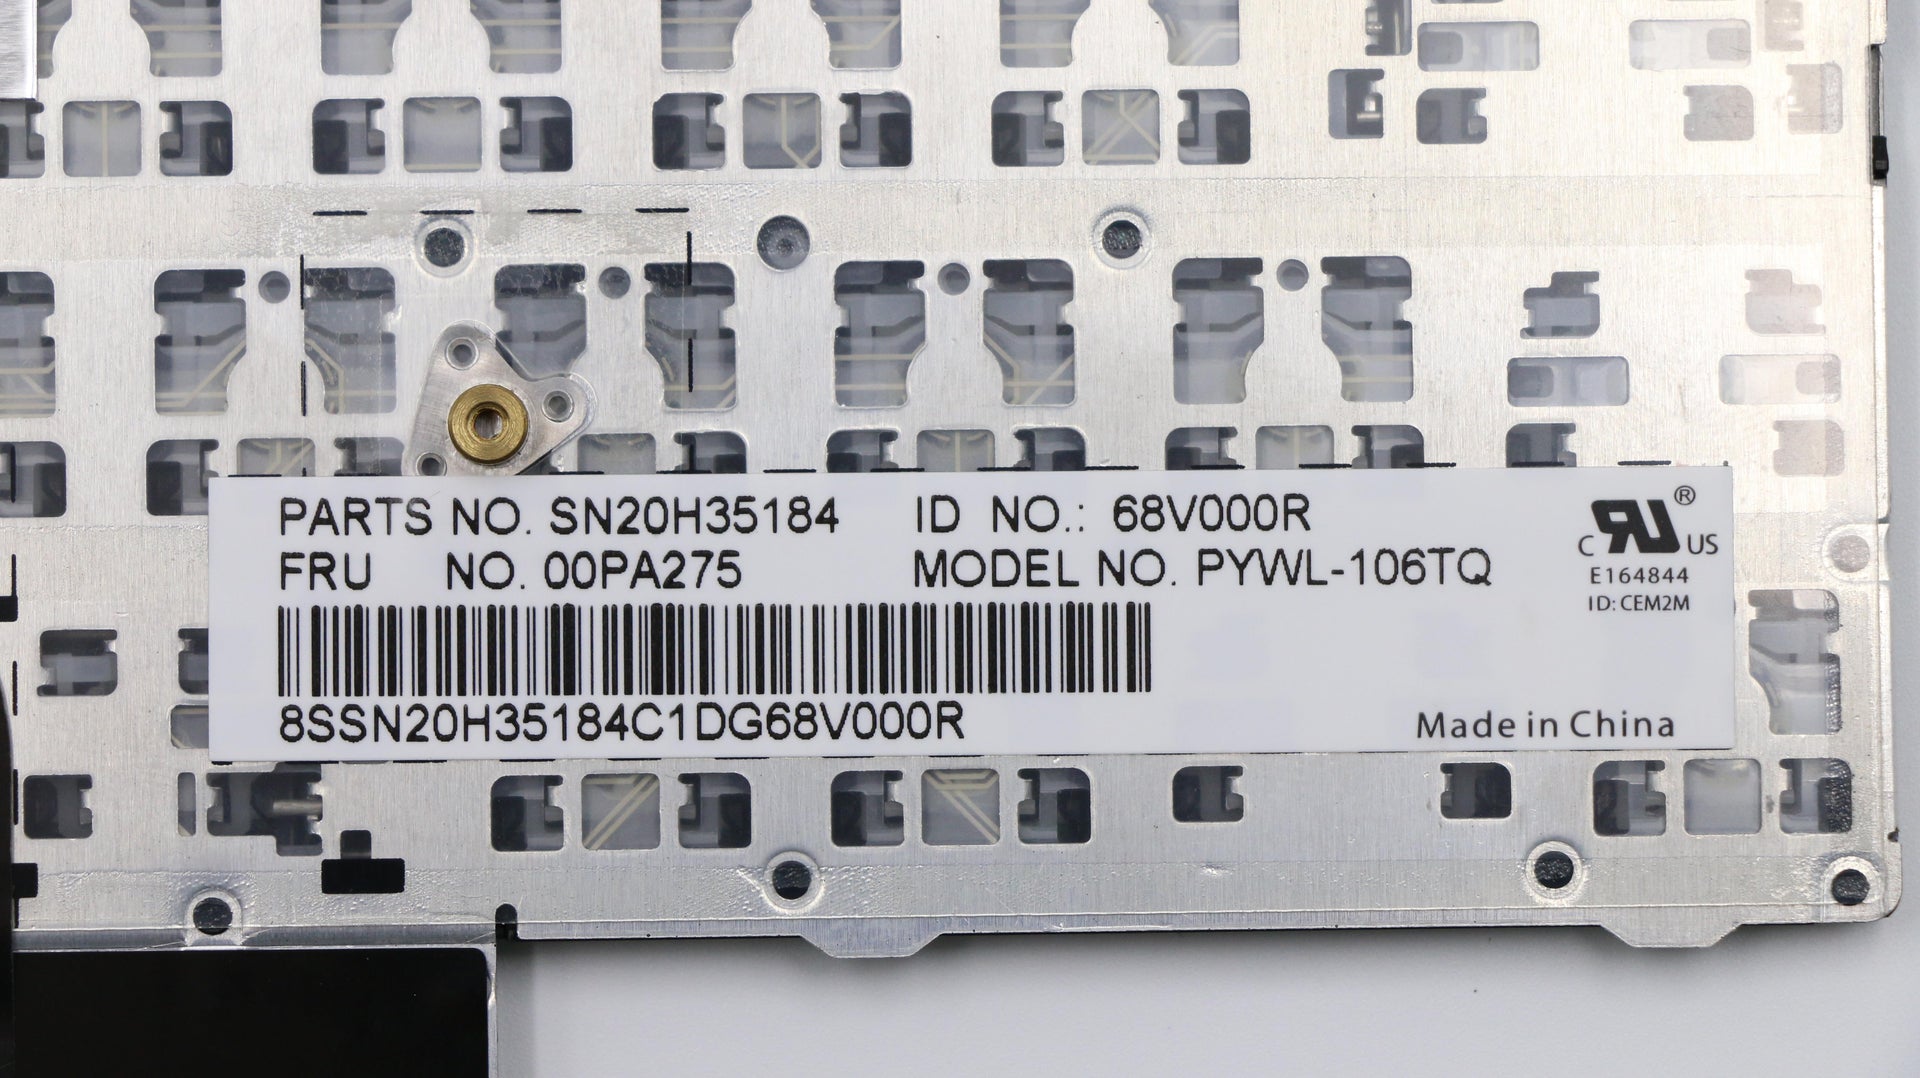 PARTS NO. SN20H35184 ID NO.: 68V000R
FRU NO. 00PA275 MODEL NO. PYWL-106TQ
C RU US ®
E164844
ID: CEM2M
8SSN20H35184C1DG68V000R
Made in China